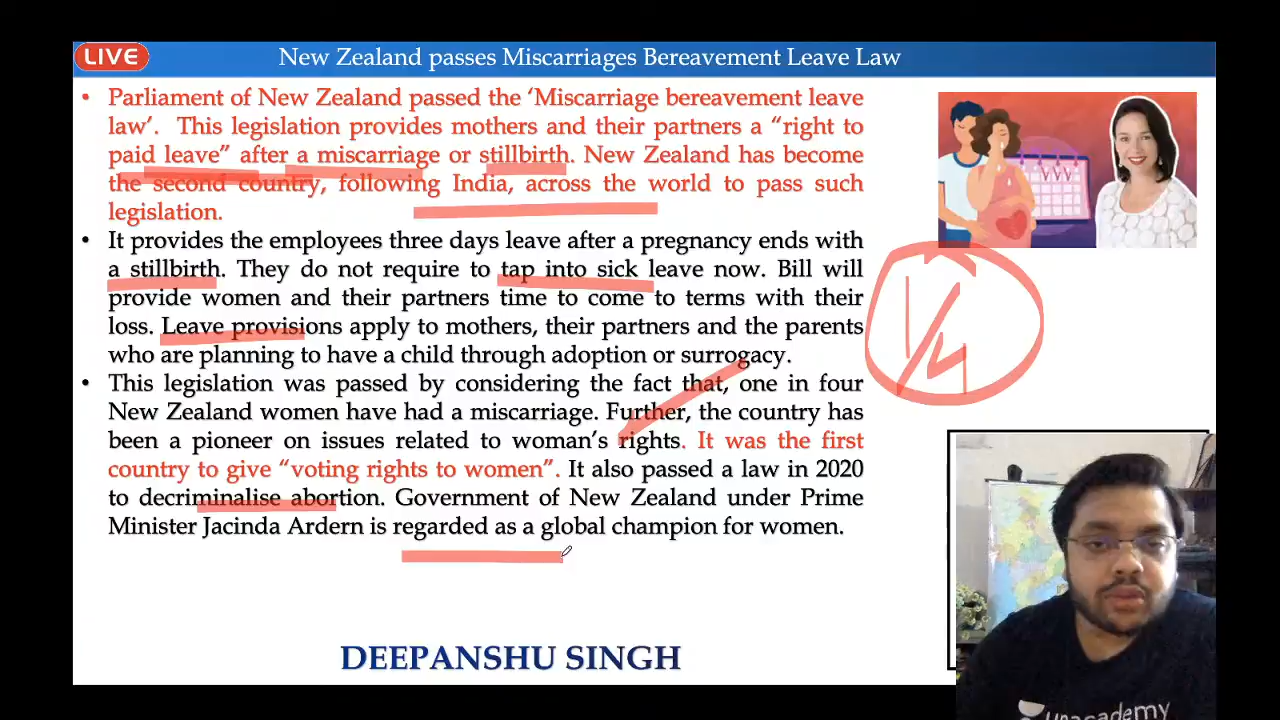 LIVE
New Zealand passes Miscarriages Bereavement Leave Law
• Parliament of New Zealand passed the ‘Miscarriage bereavement leave
law’. This legislation provides mothers and their partners a “right to
paid leave” after a miscarriage or stillbirth. New Zealand has become
the second country, following India, across the world to pass such
legislation.
• It provides the employees three days leave after a pregnancy ends with
a stillbirth. They do not require to tap into sick leave now. Bill will
provide women and their partners time to come to terms with their
loss. Leave provisions apply to mothers, their partners and the parents
who are planning to have a child through adoption or surrogacy.
1/4
• This legislation was passed by considering the fact that, one in four
New Zealand women have had a miscarriage. Further, the country has
been a pioneer on issues related to woman’s rights. It was the first
country to give “voting rights to women”. It also passed a law in 2020
to decriminalise abortion. Government of New Zealand under Prime
Minister Jacinda Ardern is regarded as a global champion for women.
DEEPANSHU SINGH
unacademy